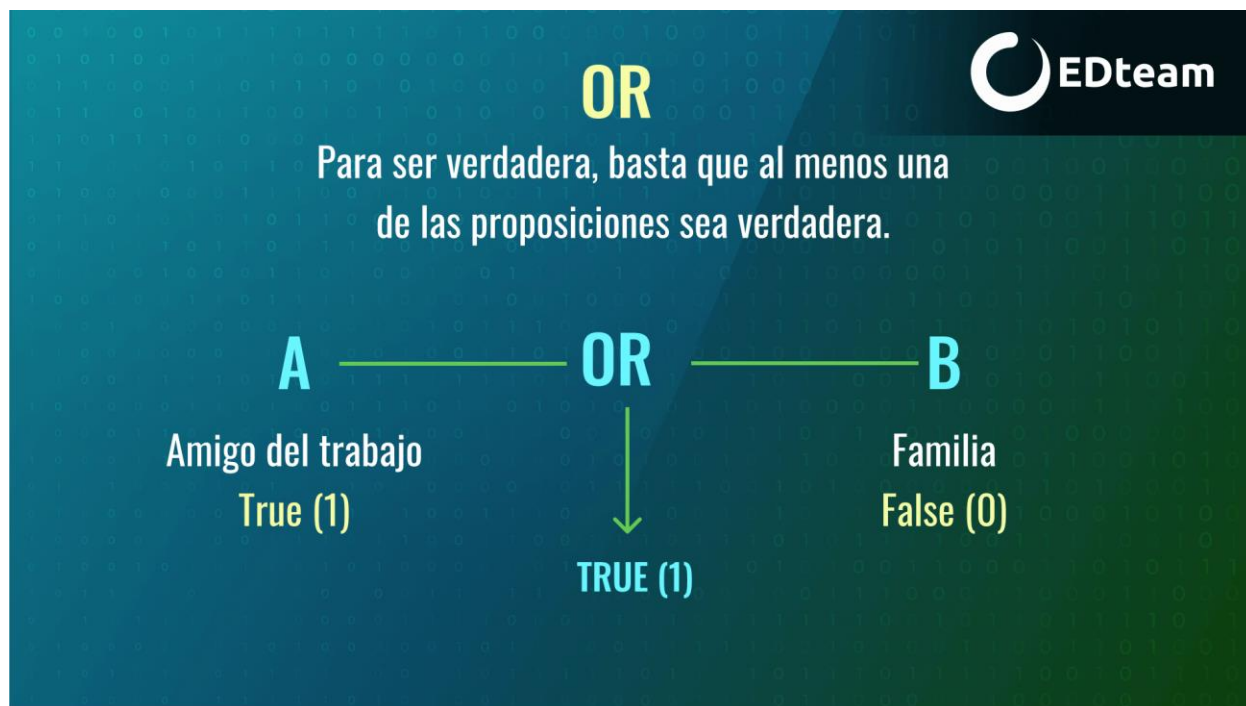 EDteam
OR
Para ser verdadera, basta que al menos una
de las proposiciones sea verdadera.
A OR B
Amigo del trabajo Familia
True (1) False (0)
TRUE (1)